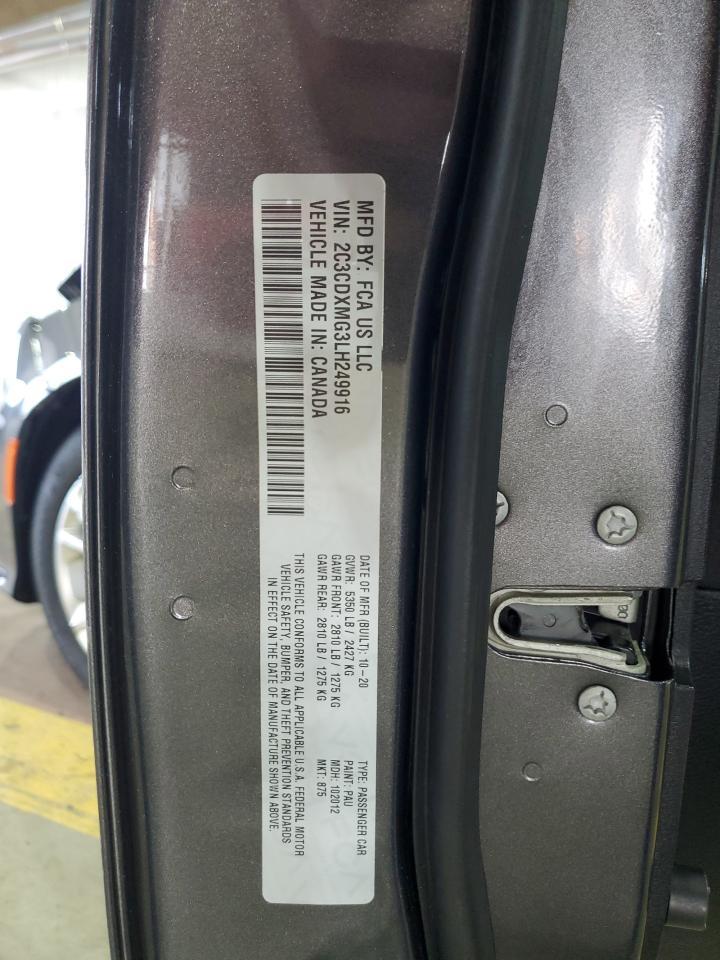 MFD BY: FCA US LLC
VIN: 2C3CDXMG3LH249916
VEHICLE MADE IN: CANADA
DATE OF MFR (BUILT): 10-20
GVWR: 5350 LB / 2427 KG
GAWR FRONT: 2810 LB / 1275 KG
GAWR REAR: 2810 LB / 1275 KG
TYPE: PASSENGER CAR
PAINT: PAU
MDH: 102012
MKT: 875
THIS VEHICLE CONFORMS TO ALL APPLICABLE U.S.A. FEDERAL MOTOR
VEHICLE SAFETY, BUMPER, AND THEFT PREVENTION STANDARDS
IN EFFECT ON THE DATE OF MANUFACTURE SHOWN ABOVE.